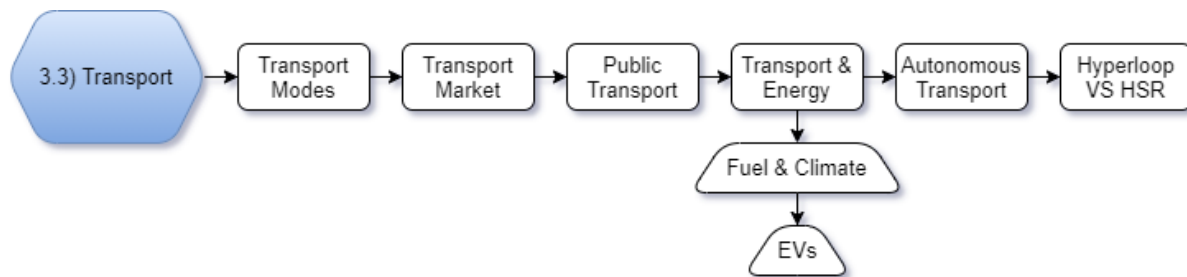 3.3) Transport
Transport
Modes
Transport
Market
Public
Transport
Transport &
Energy
Autonomous
Transport
Hyperloop
VS HSR
Fuel & Climate
EVs